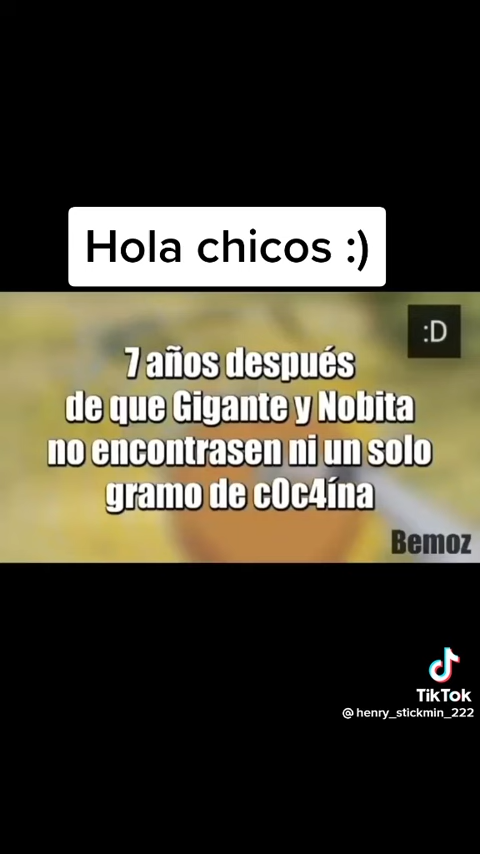 Hola chicos :)
:D
7 años después
de que Gigante y Nobita
no encontrasen ni un solo
gramo de c0c4ína
Bemoz
TikTok
@henry_stickmin_222